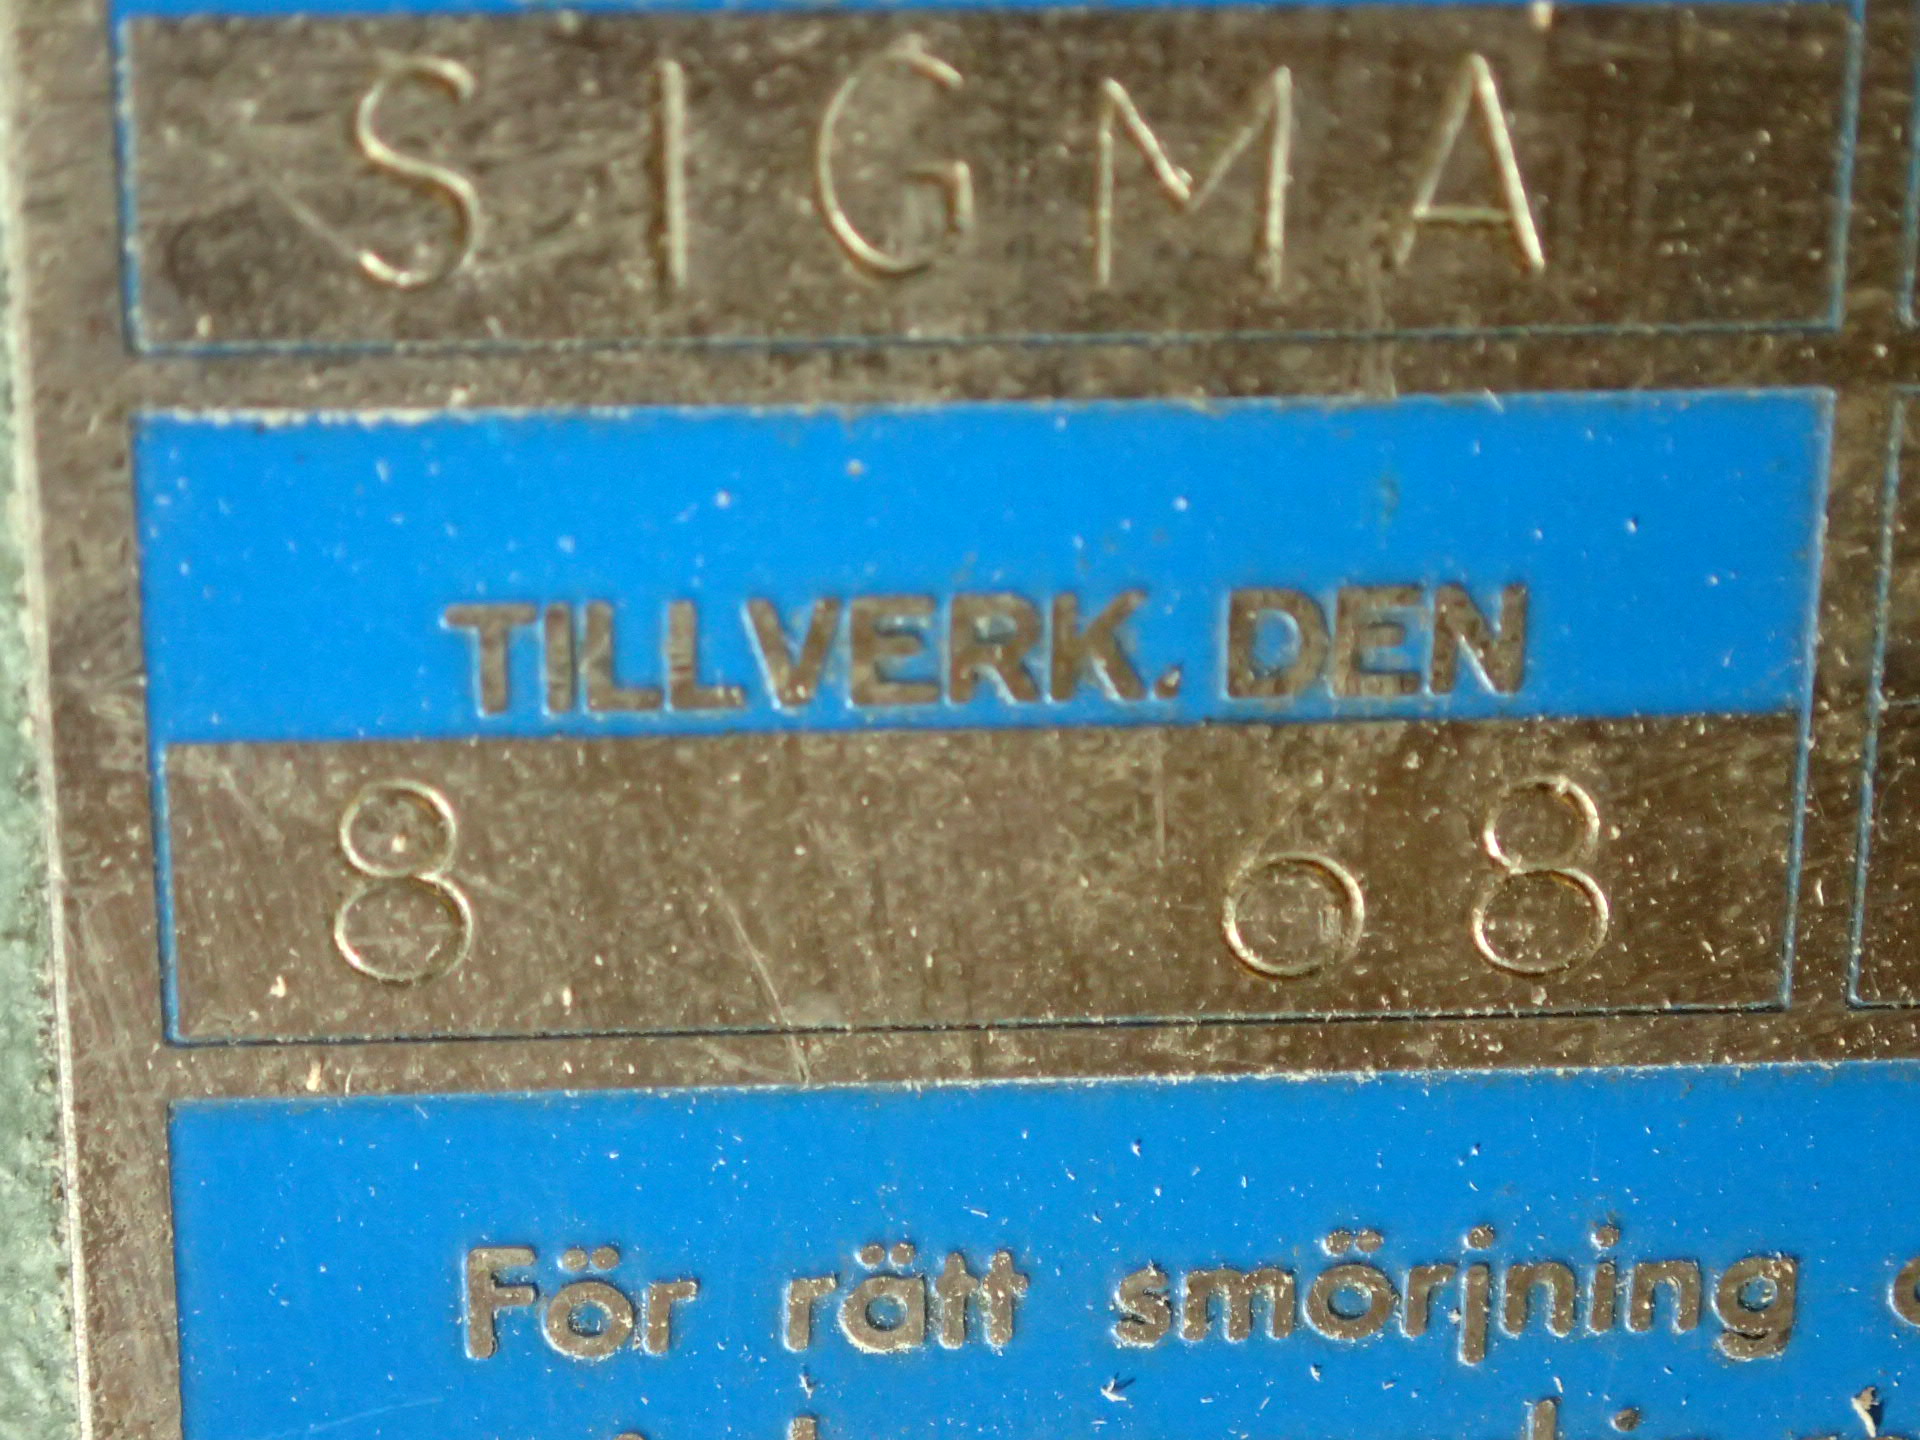 SIGMA
TILLVERK. DEN
8 68
För rätt smörjning